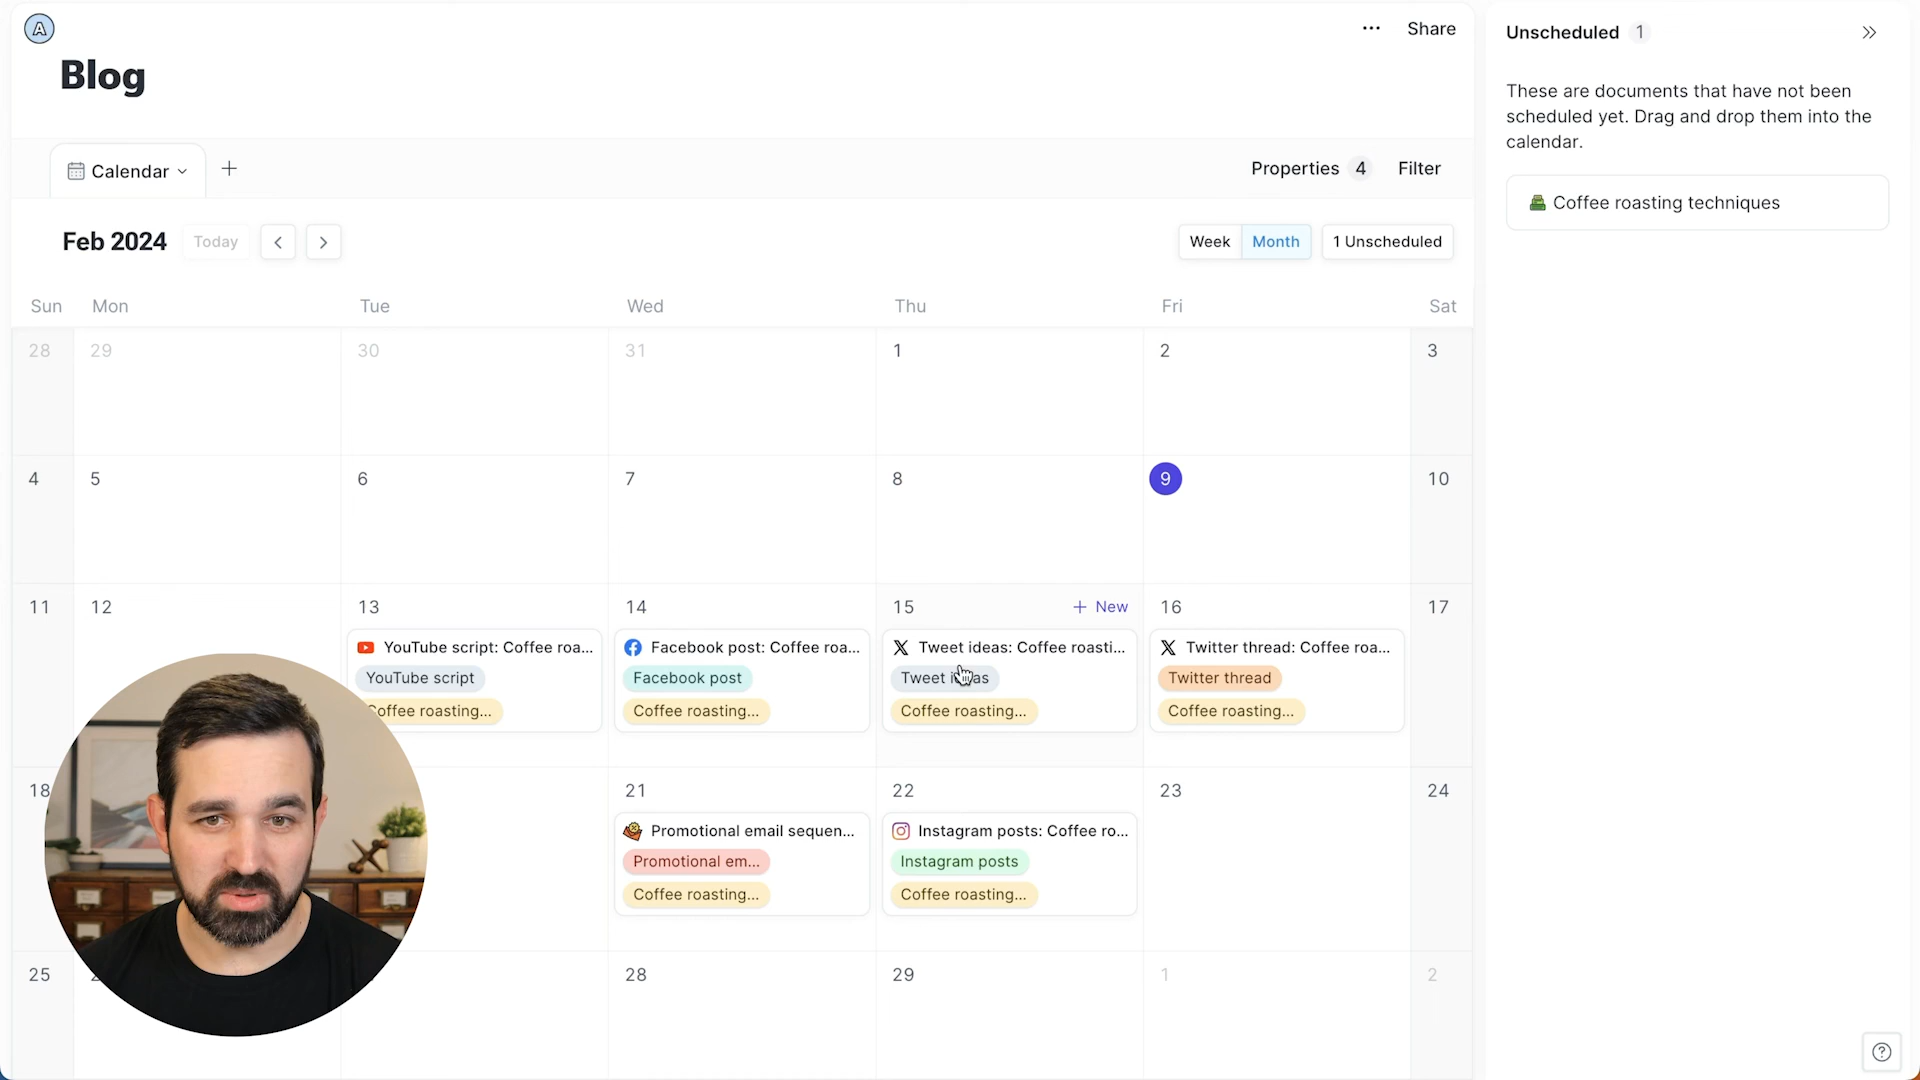 A
··· Share
Blog
Calendar
Properties 4 Filter
Feb 2024 Today
Week Month 1 Unscheduled
Sun Mon Tue Wed Thu Fri Sat
28 29 30 31 1 2 3
4 5 6 7 8 9 10
11 12 13 14 15 + New 16 17
YouTube script: Coffee roa...
YouTube script
Coffee roasting...
Facebook post: Coffee roa...
Facebook post
Coffee roasting...
Tweet ideas: Coffee roasti...
Tweet ideas
Coffee roasting...
Twitter thread: Coffee roa...
Twitter thread
Coffee roasting...
18 21 22 23 24
Promotional email sequen...
Promotional em...
Coffee roasting...
Instagram posts: Coffee ro...
Instagram posts
Coffee roasting...
25 28 29 1 2
Unscheduled 1
These are documents that have not been
scheduled yet. Drag and drop them into the
calendar.
Coffee roasting techniques
?